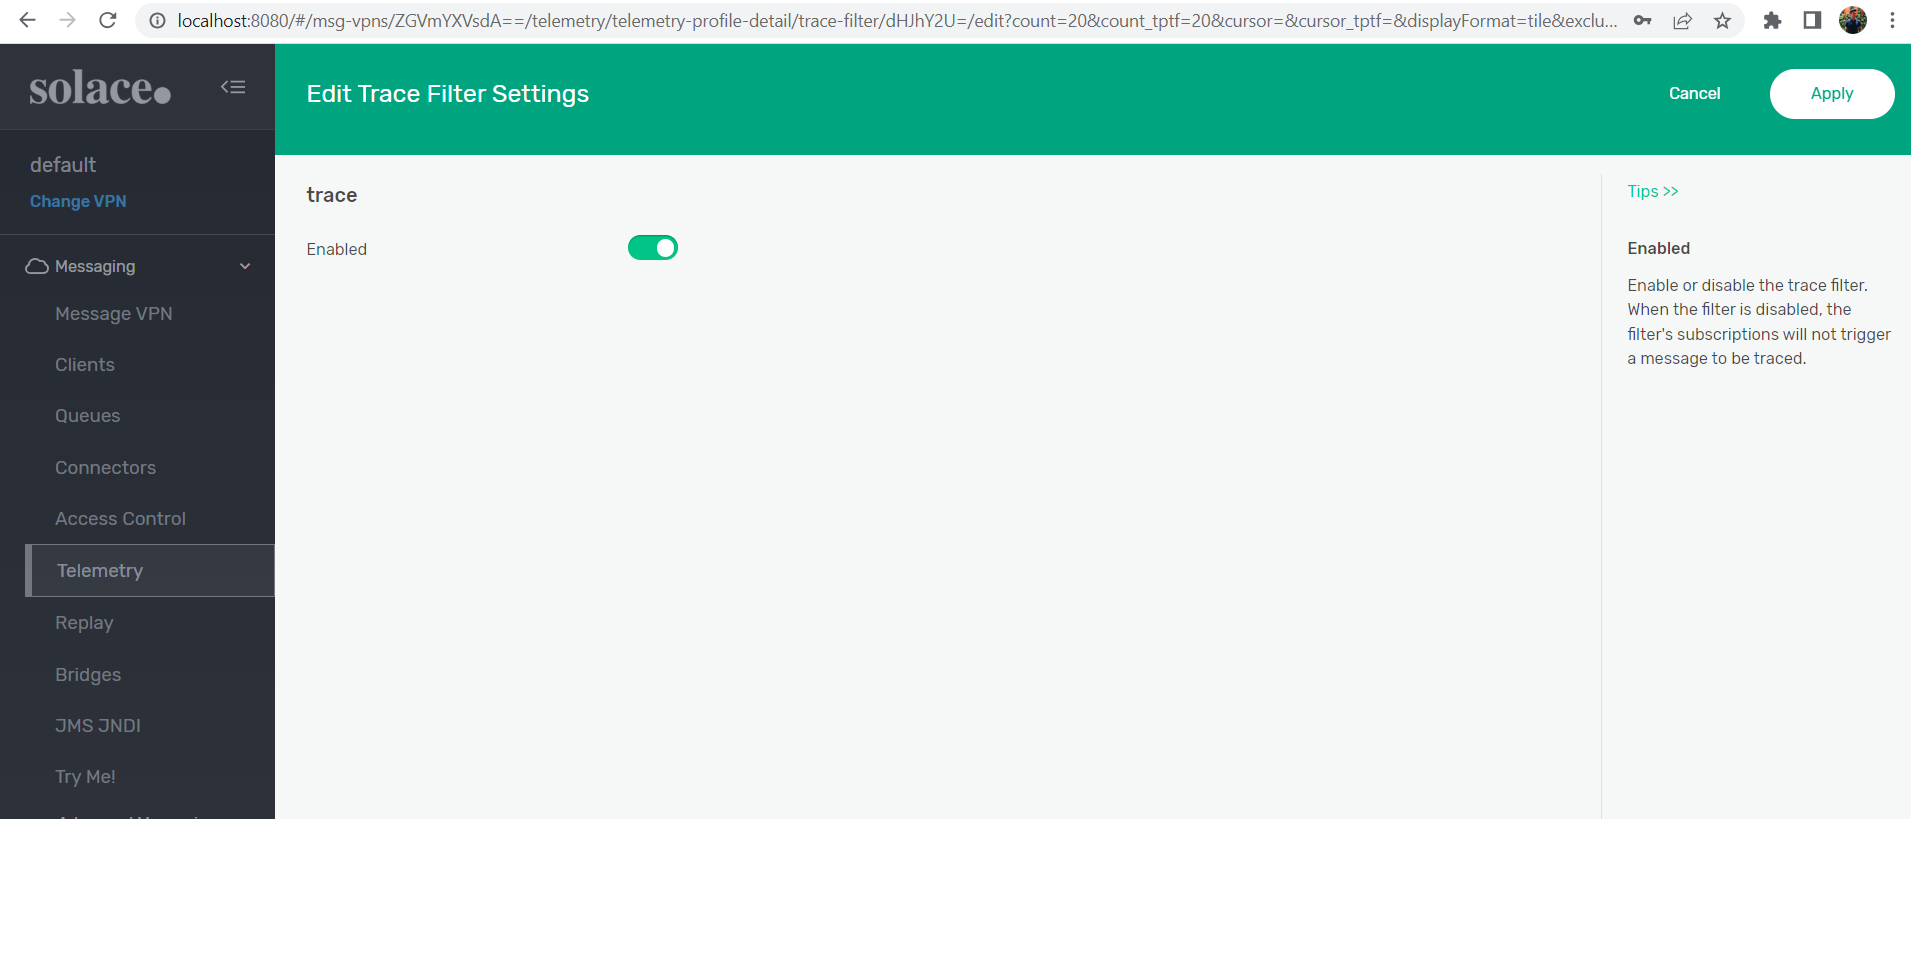 localhost:8080/#/msg-vpns/ZGVmYXVsdA==/telemetry/telemetry-profile-detail/trace-filter/dHJhY2U=/edit?count=20&count_tptf=20&cursor=&cursor_tptf=&displayFormat=tile&exclu...
solace.
Edit Trace Filter Settings
Cancel
Apply
default
Change VPN
Messaging
Message VPN
Clients
Queues
Connectors
Access Control
Telemetry
Replay
Bridges
JMS JNDI
Try Me!
trace
Enabled
Tips >>
Enabled
Enable or disable the trace filter.
When the filter is disabled, the
filter's subscriptions will not trigger
a message to be traced.